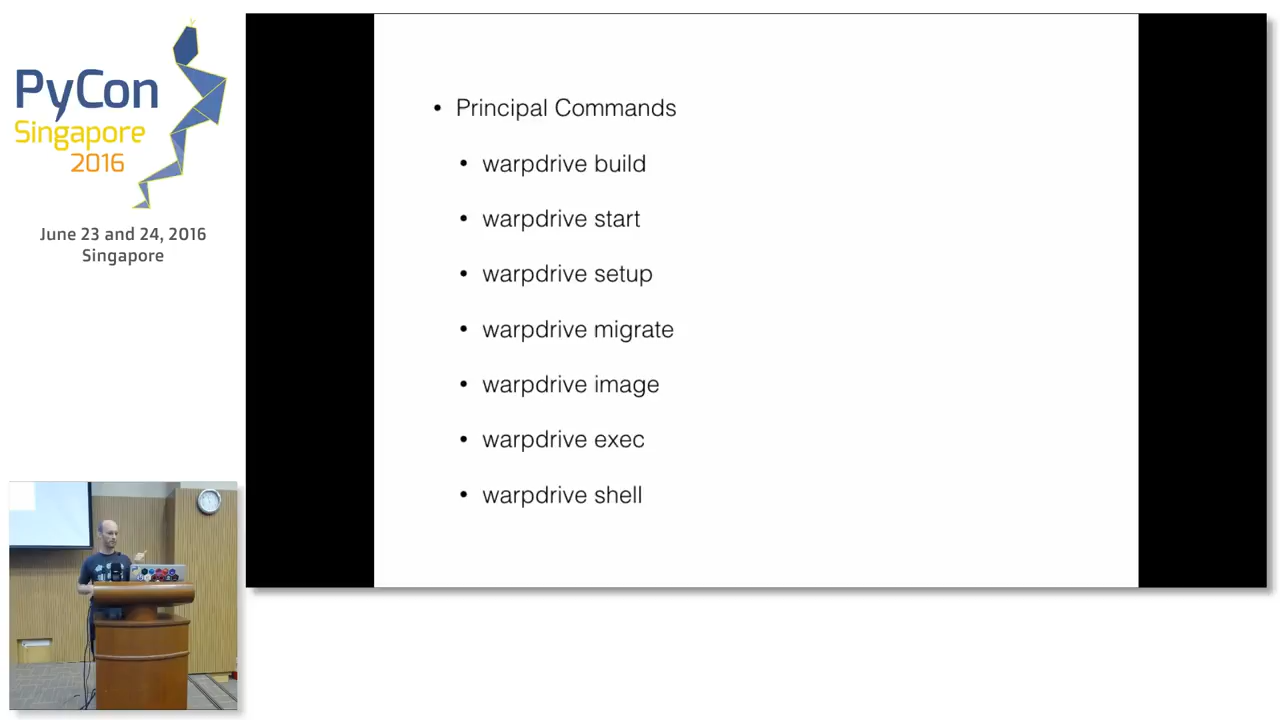 PyCon
Singapore
2016
June 23 and 24, 2016
Singapore
• Principal Commands
• warpdrive build
• warpdrive start
• warpdrive setup
• warpdrive migrate
• warpdrive image
• warpdrive exec
• warpdrive shell